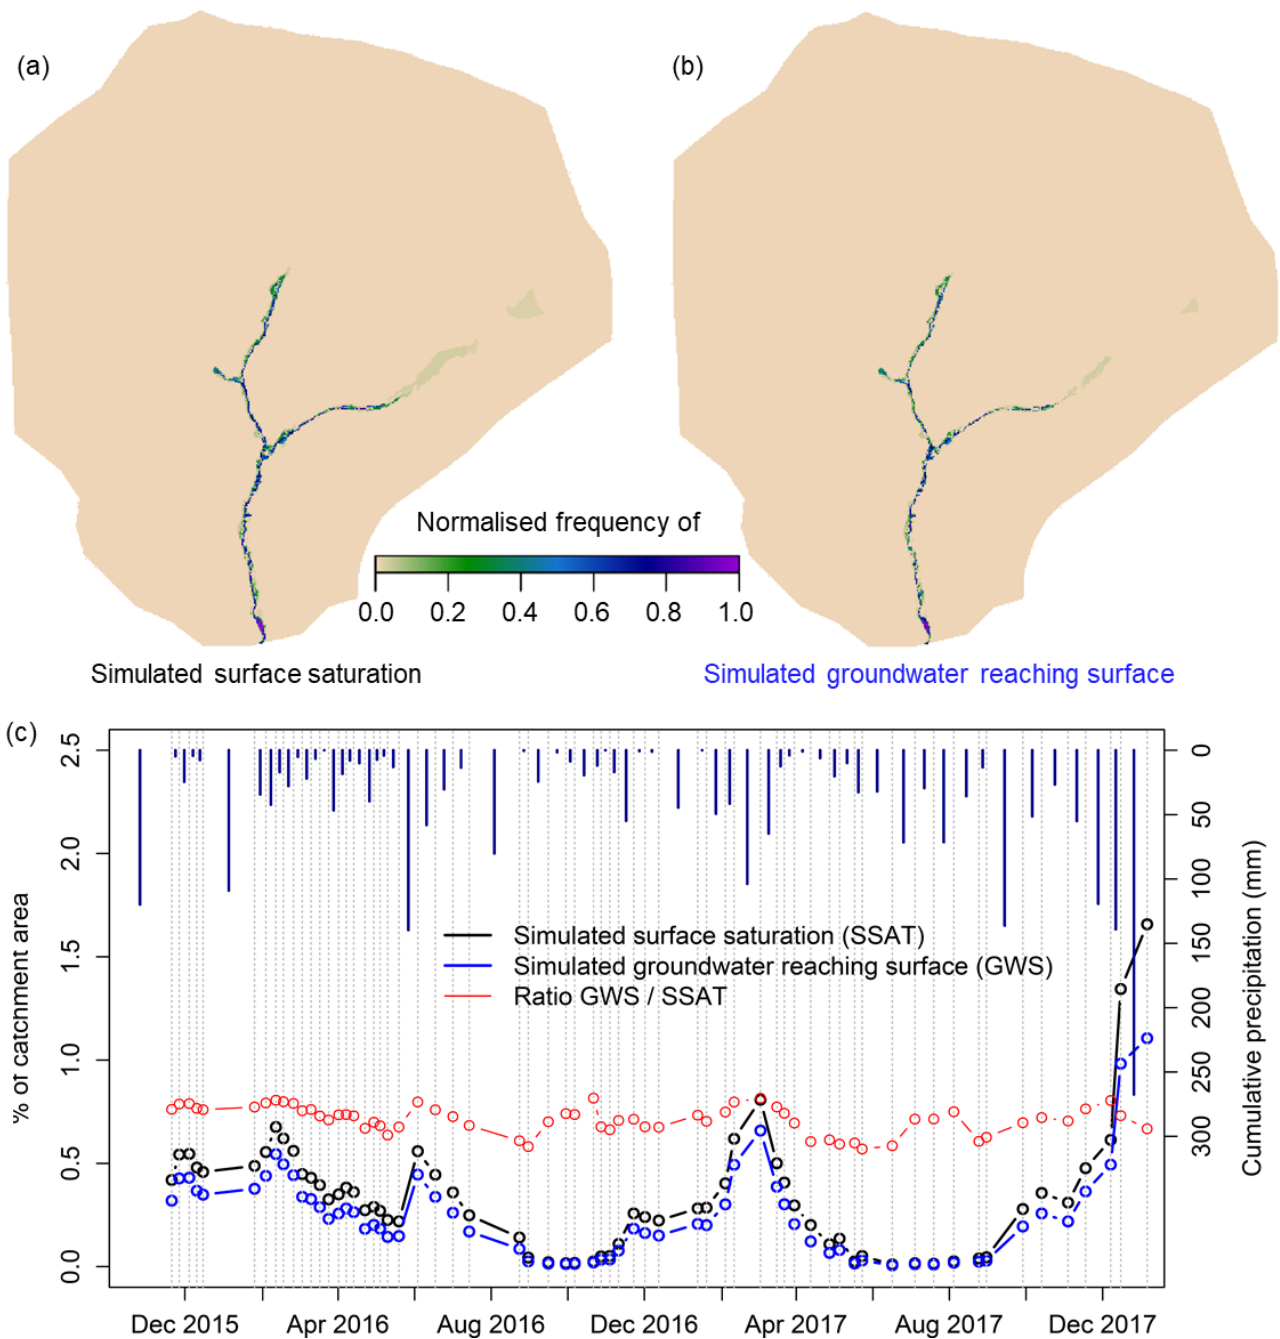 (a)
(b)
Normalised frequency of
0.0 0.2 0.4 0.6 0.8 1.0
Simulated surface saturation
Simulated groundwater reaching surface
(c)
% of catchment area
2.5
2.0
1.5
1.0
0.5
0.0
Simulated surface saturation (SSAT)
Simulated groundwater reaching surface (GWS)
Ratio GWS / SSAT
0
50
100
150
200
250
300
Cumulative precipitation (mm)
Dec 2015 Apr 2016 Aug 2016 Dec 2016 Apr 2017 Aug 2017 Dec 2017